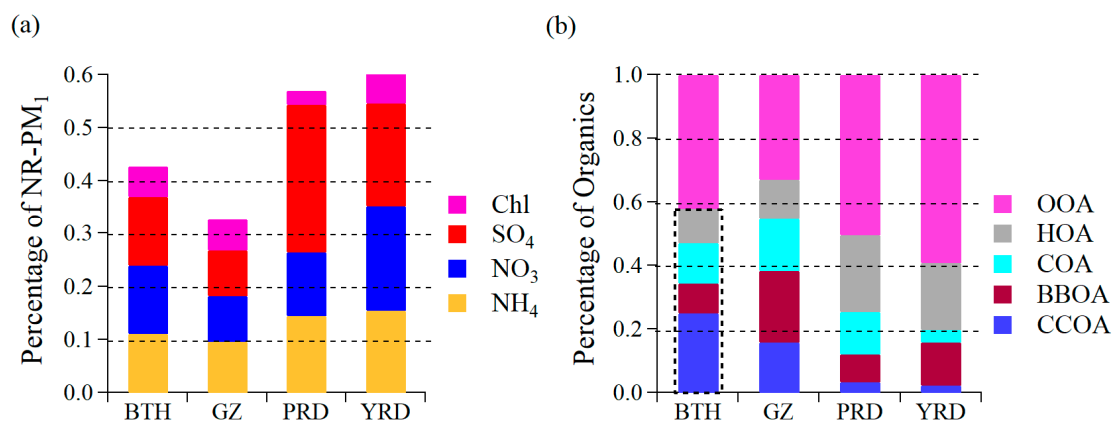 (a)
Percentage of NR-PM1
0.6
0.5
0.4
0.3
0.2
0.1
0.0
BTH GZ PRD YRD
Chl
SO4
NO3
NH4
(b)
Percentage of Organics
1.0
0.8
0.6
0.4
0.2
0.0
BTH GZ PRD YRD
OOA
HOA
COA
BBOA
CCOA